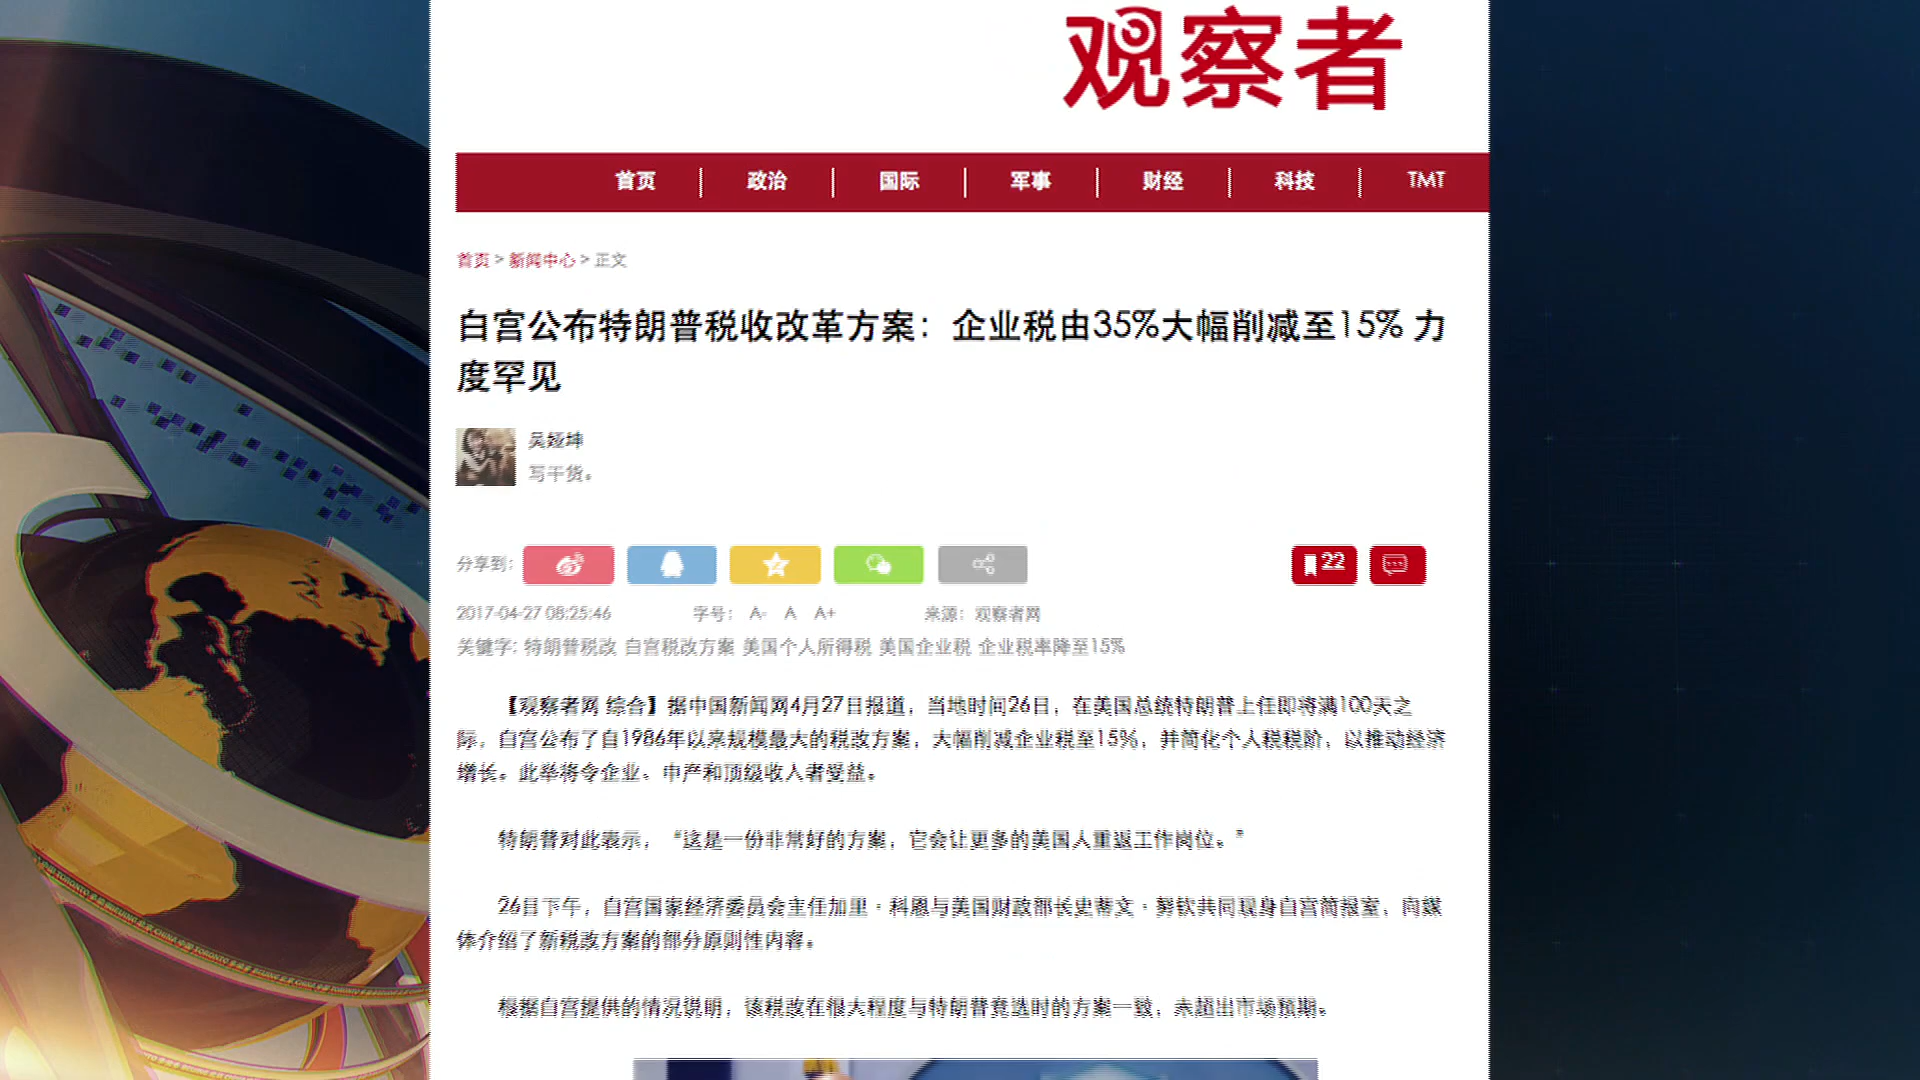 观察者
首页 政治 国际 军事 财经 科技 TMT
首页 > 新闻中心 > 正文
白宫公布特朗普税收改革方案：企业税由35%大幅削减至15% 力
度罕见
吴娅坤
写干货。
分享到:
22
2017-04-27 08:25:46 字号： A- A A+ 来源：观察者网
关键字: 特朗普税改 白宫税改方案 美国个人所得税 美国企业税 企业税率降至15%
【观察者网 综合】据中国新闻网4月27日报道，当地时间26日，在美国总统特朗普上任即将满100天之
际，白宫公布了自1986年以来规模最大的税改方案，大幅削减企业税至15%，并简化个人税税阶，以推动经济
增长。此举将令企业、中产和顶级收入者受益。
特朗普对此表示，“这是一份非常好的方案，它会让更多的美国人重返工作岗位。”
26日下午，白宫国家经济委员会主任加里·科恩与美国财政部长史蒂文·努钦共同现身白宫简报室，向媒
体介绍了新税改方案的部分原则性内容。
根据白宫提供的情况说明，该税改在很大程度与特朗普竞选时的方案一致，未超出市场预期。